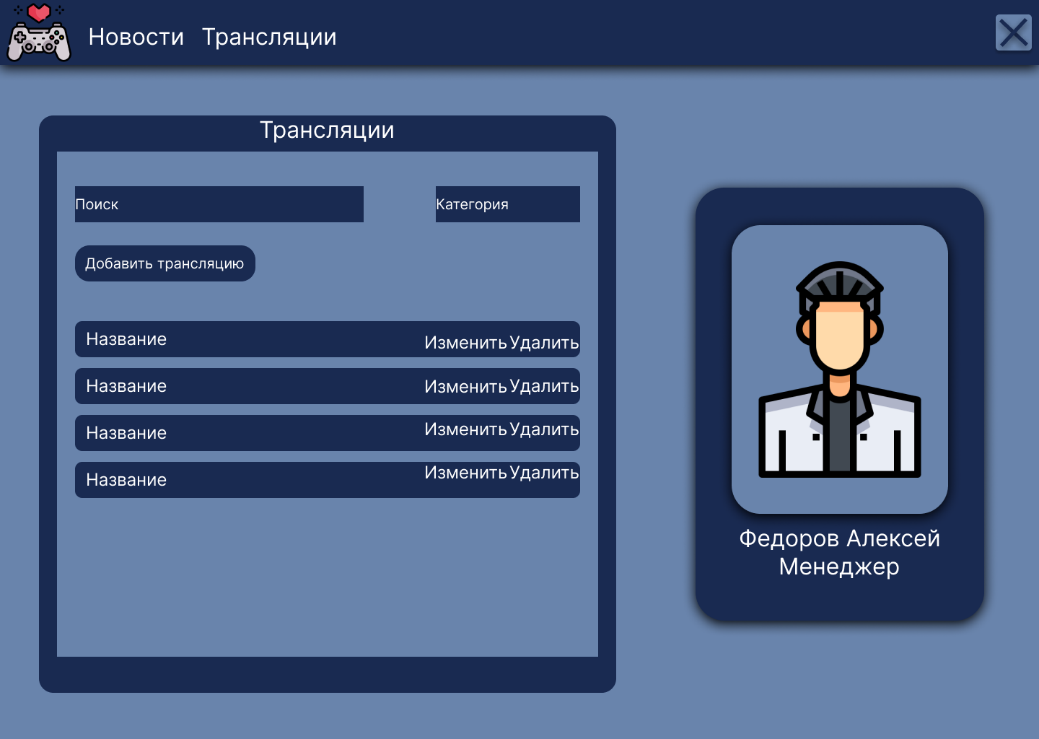 Новости Трансляции
Трансляции
Поиск Категория
Добавить трансляцию
Название Изменить Удалить
Название Изменить Удалить
Название Изменить Удалить
Название Изменить Удалить
Федоров Алексей
Менеджер